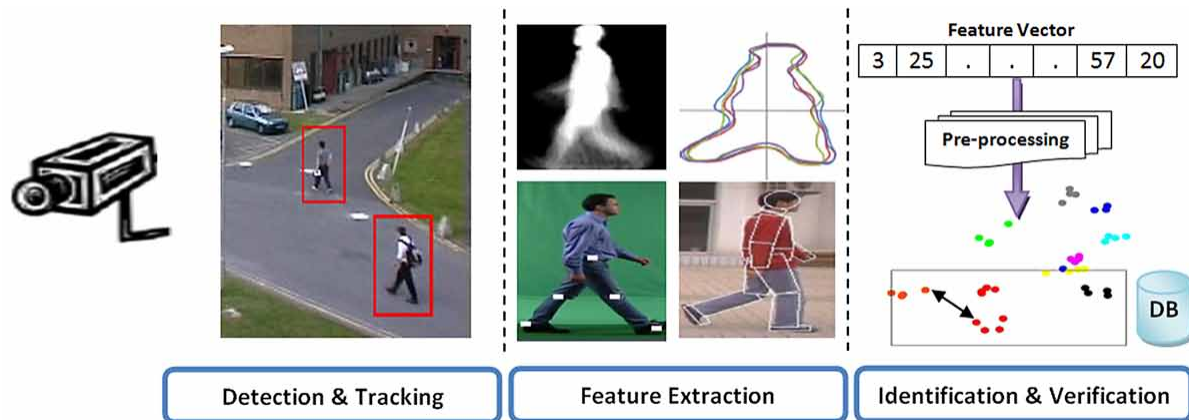 Feature Vector
3 25 . . . 57 20
Pre-processing
DB
Detection & Tracking
Feature Extraction
Identification & Verification